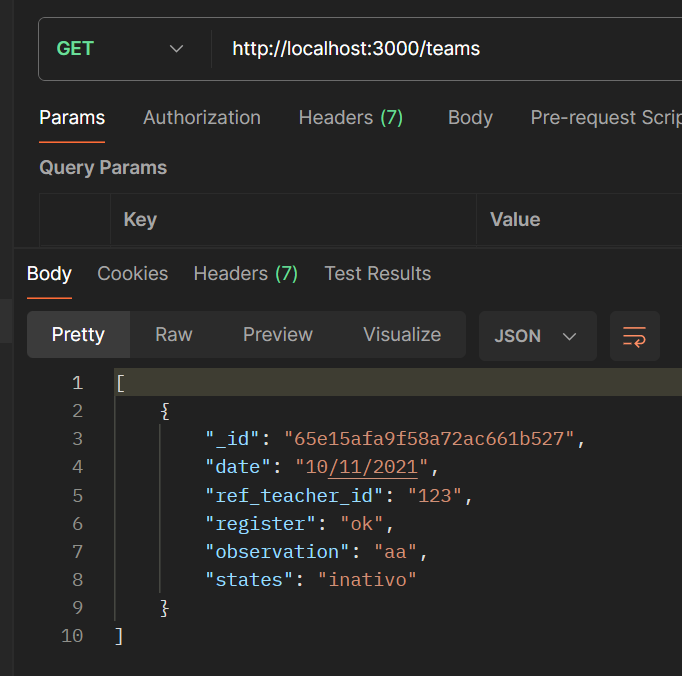 GET http://localhost:3000/teams
Params Authorization Headers (7) Body Pre-request Scrip
Query Params
Key Value
Body Cookies Headers (7) Test Results
Pretty Raw Preview Visualize JSON
1 [
2 {
3 "_id": "65e15afa9f58a72ac661b527",
4 "date": "10/11/2021",
5 "ref_teacher_id": "123",
6 "register": "ok",
7 "observation": "aa",
8 "states": "inativo"
9 }
10 ]